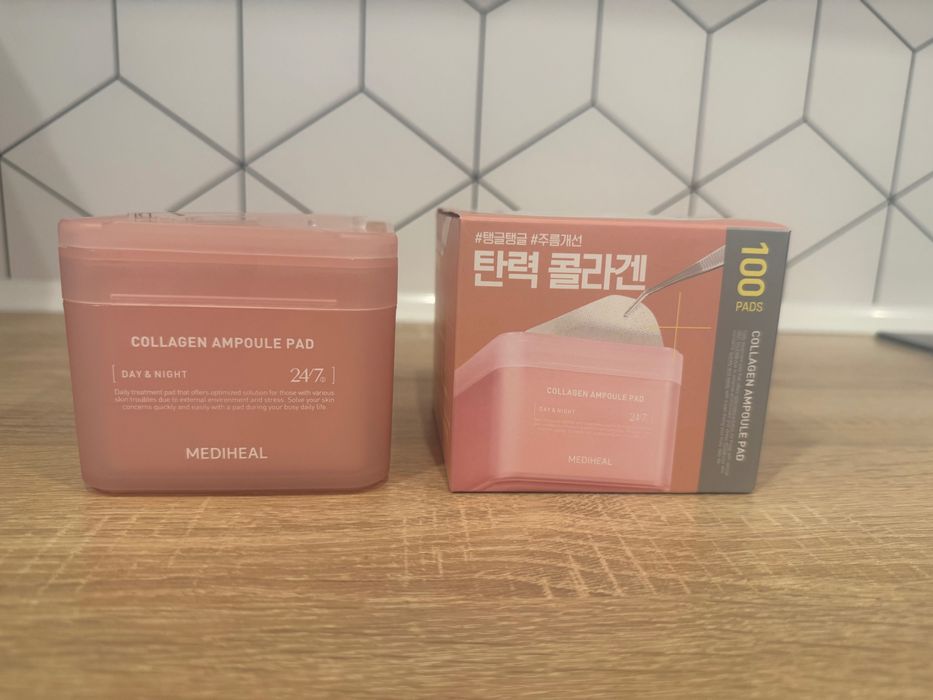 COLLAGEN AMPOULE PAD
[ DAY & NIGHT 24/7 ]
Daily treatment pad that offers optimized solution for those with various
skin troubles due to external environment and stress. Solve your skin
concerns quickly and easily with a pad during your busy daily life
MEDIHEAL
#탱글탱글 #주름개선
탄력 콜라겐
COLLAGEN AMPOULE PAD
DAY & NIGHT 24/7
MEDIHEAL
100
PADS
COLLAGEN AMPOULE PAD